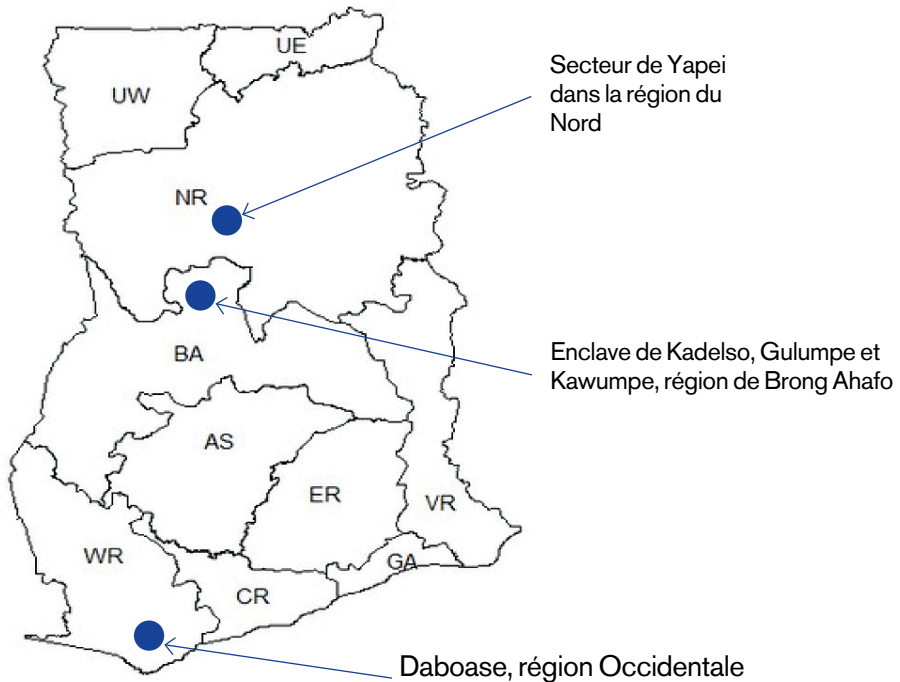 UE
UW
Secteur de Yapei
dans la région du
Nord
NR
BA
Enclave de Kadelso, Gulumpe et
Kawumpe, région de Brong Ahafo
AS
ER
VR
WR
GA
CR
Daboase, région Occidentale